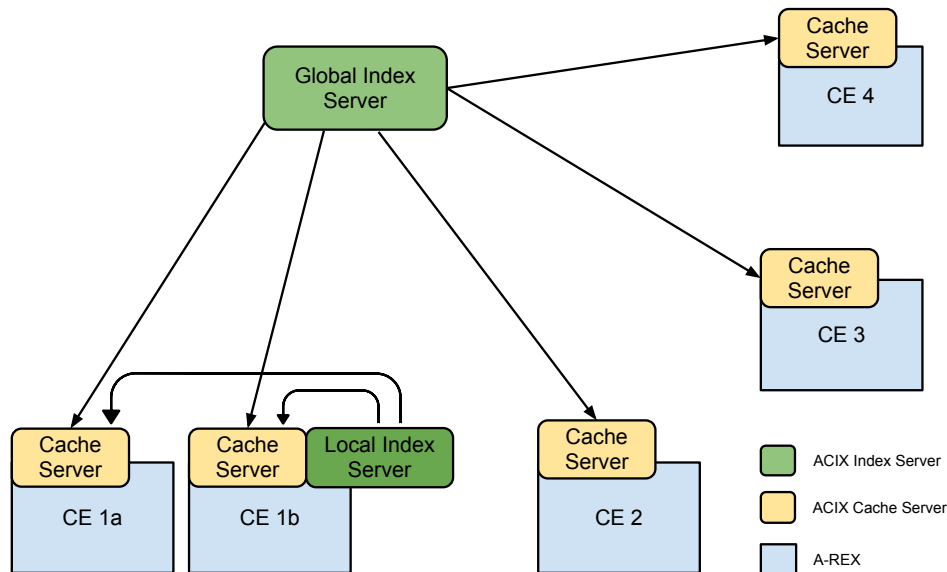 Cache
Server
CE 4
Global Index
Server
Cache
Server
CE 3
Cache
Server
CE 1a
Cache
Server
Local Index
Server
CE 1b
Cache
Server
CE 2
ACIX Index Server
ACIX Cache Server
A-REX